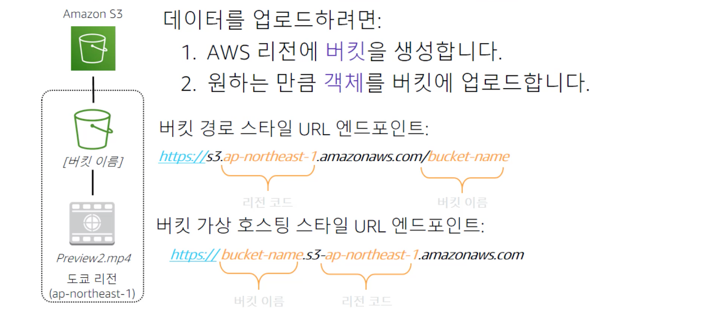 Amazon S3
[버킷 이름]
Preview2.mp4
도쿄 리전
(ap-northeast-1)
데이터를 업로드하려면:
1. AWS 리전에 버킷을 생성합니다.
2. 원하는 만큼 객체를 버킷에 업로드합니다.
버킷 경로 스타일 URL 엔드포인트:
https://s3.ap-northeast-1.amazonaws.com/bucket-name
리전 코드 버킷 이름
버킷 가상 호스팅 스타일 URL 엔드포인트:
https:// bucket-name.s3-ap-northeast-1.amazonaws.com
버킷 이름 리전 코드